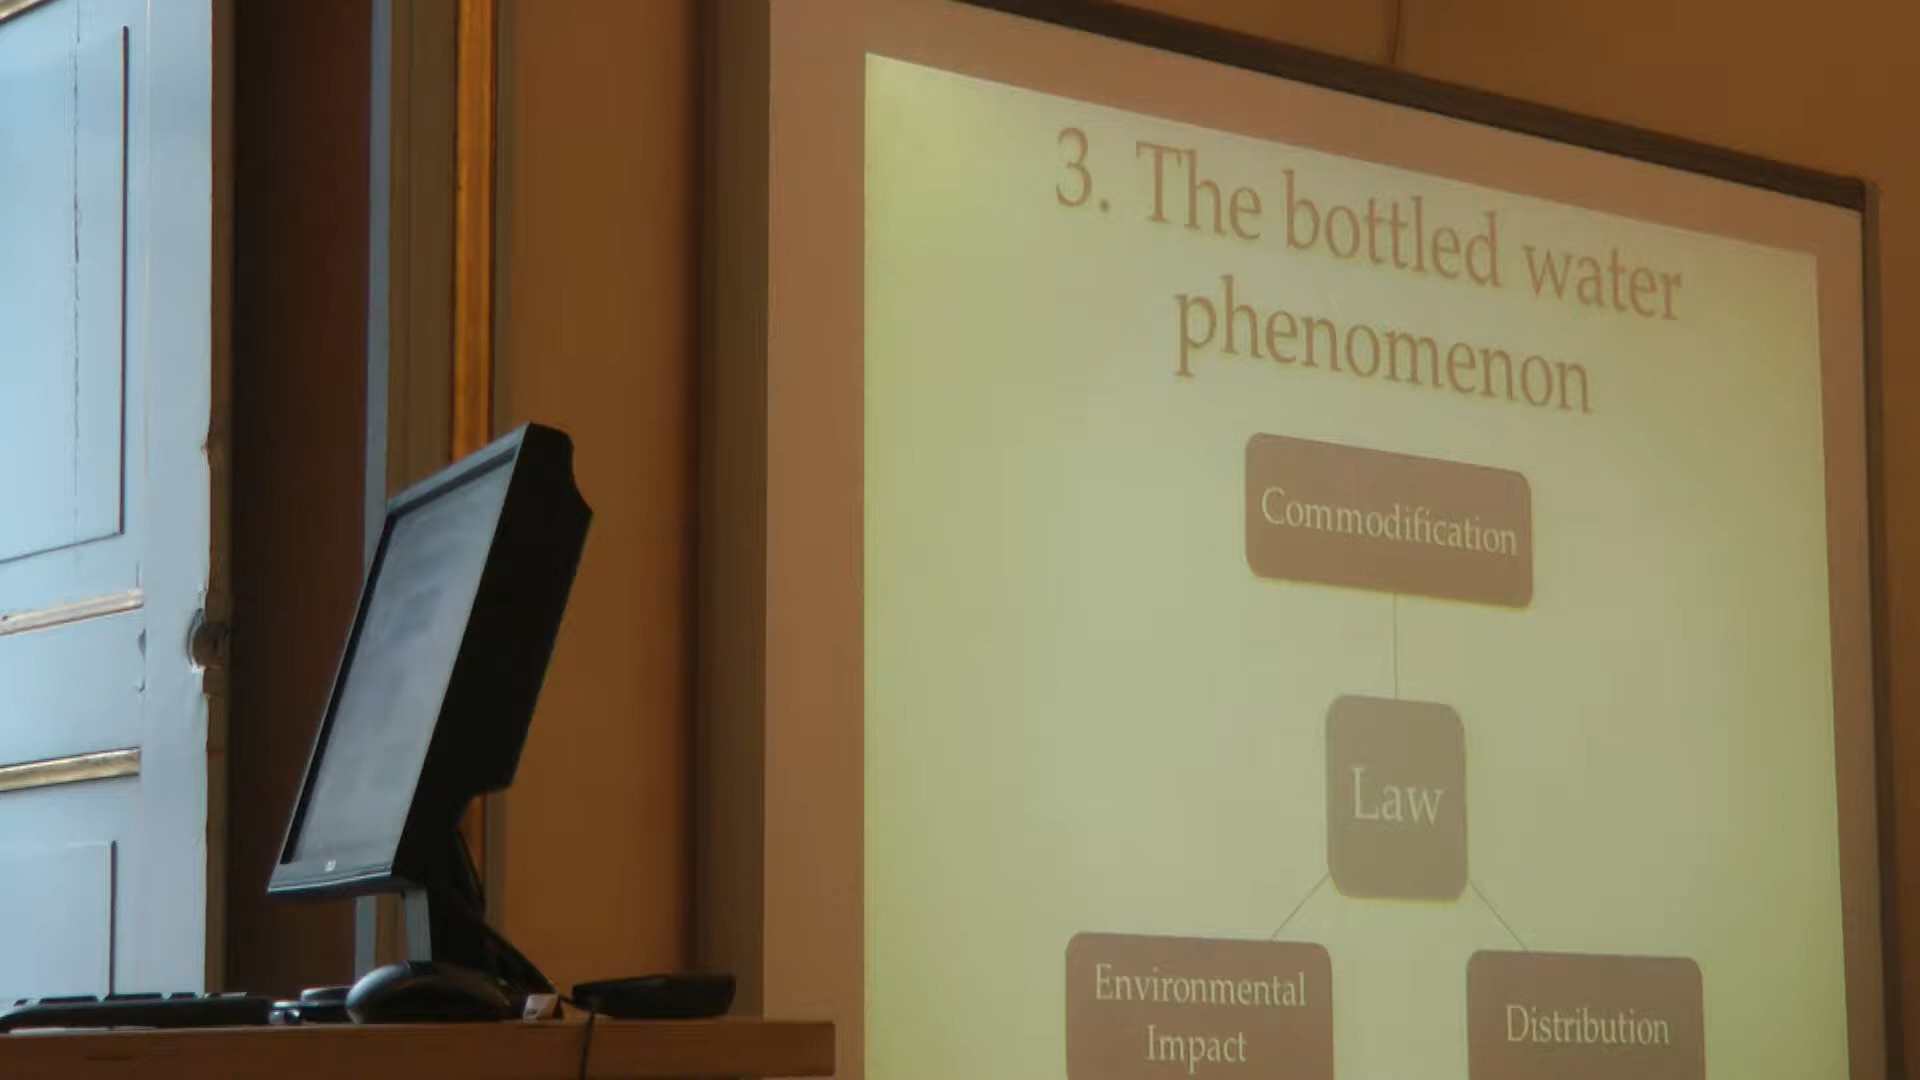 3. The bottled water
phenomenon
Commodification
Law
Environmental
Impact
Distribution